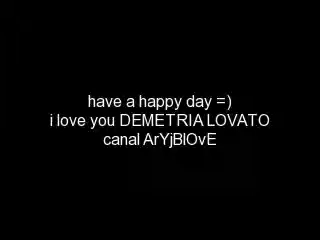 have a happy day =)
i love you DEMETRIA LOVATO
canal ArYjBlOvE